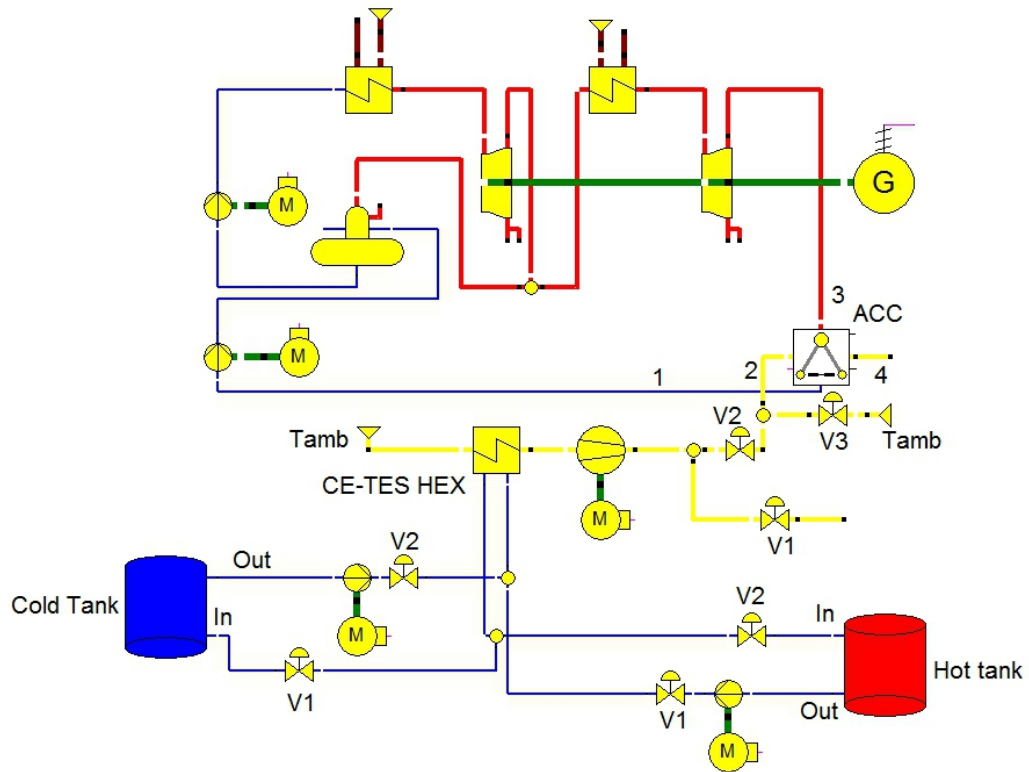 M
G
M
3
ACC
1
2
4
V2
V3
Tamb
Tamb
CE-TES HEX
M
V1
Out
V2
Cold Tank
In
M
V2
In
V1
Hot tank
V1
Out
M